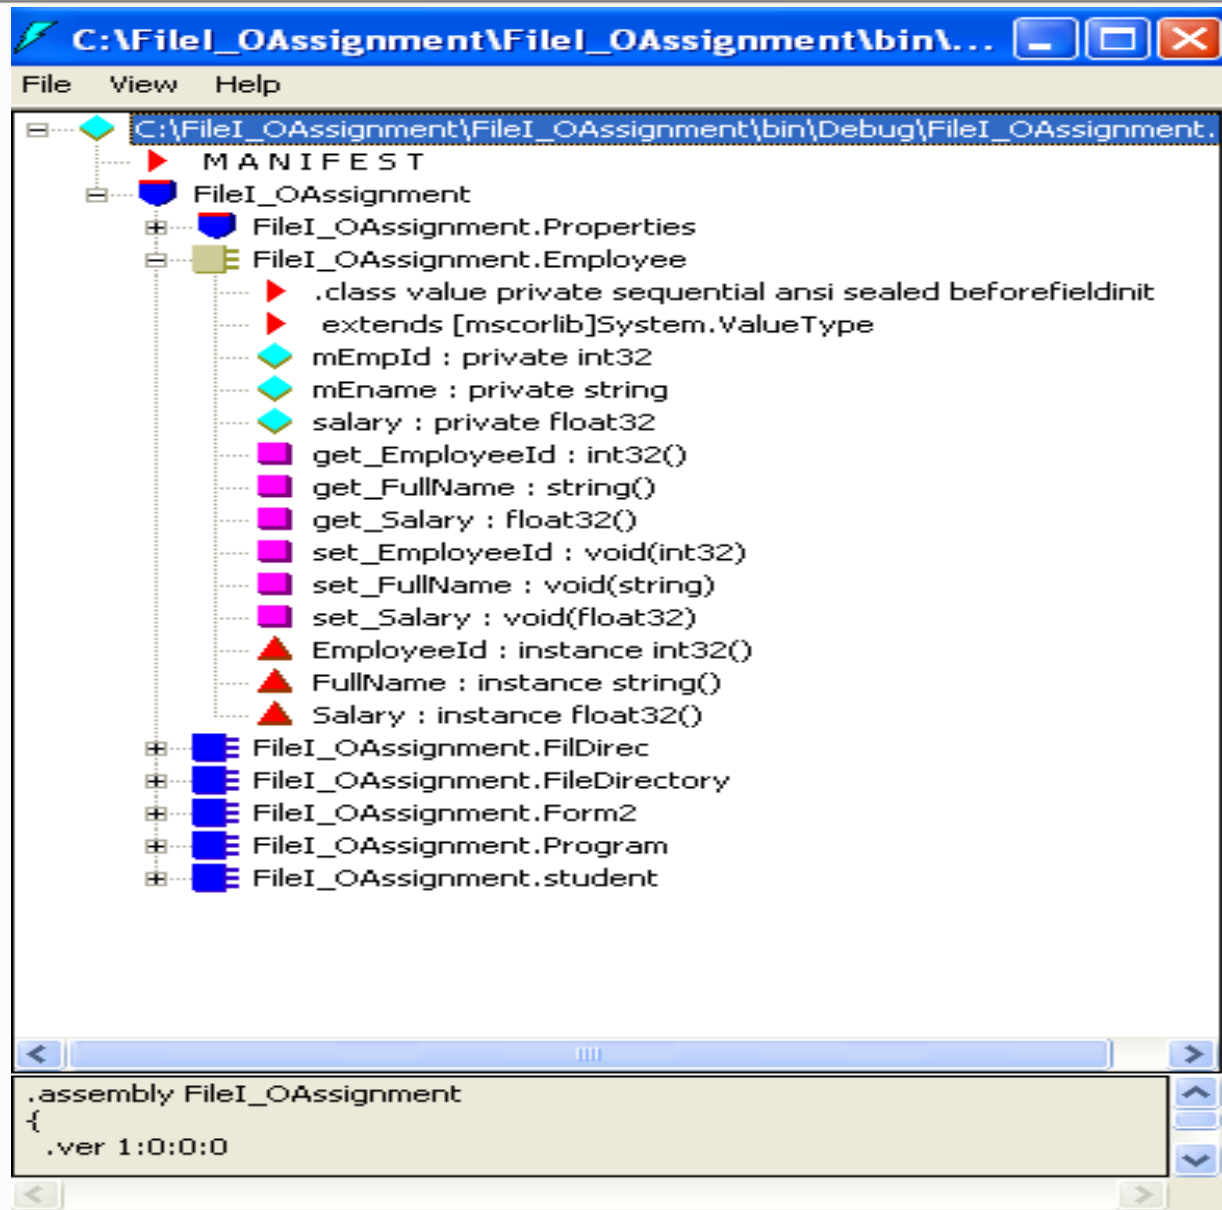 C:\FileI_OAssignment\FileI_OAssignment\bin\...
File View Help
C:\FileI_OAssignment\FileI_OAssignment\bin\Debug\FileI_OAssignment.
M A N I F E S T
FileI_OAssignment
FileI_OAssignment.Properties
FileI_OAssignment.Employee
.class value private sequential ansi sealed beforefieldinit
extends [mscorlib]System.ValueType
mEmpId : private int32
mEname : private string
salary : private float32
get_EmployeeId : int32()
get_FullName : string()
get_Salary : float32()
set_EmployeeId : void(int32)
set_FullName : void(string)
set_Salary : void(float32)
EmployeeId : instance int32()
FullName : instance string()
Salary : instance float32()
FileI_OAssignment.FilDirec
FileI_OAssignment.FileDirectory
FileI_OAssignment.Form2
FileI_OAssignment.Program
FileI_OAssignment.student
.assembly FileI_OAssignment
{
.ver 1:0:0:0